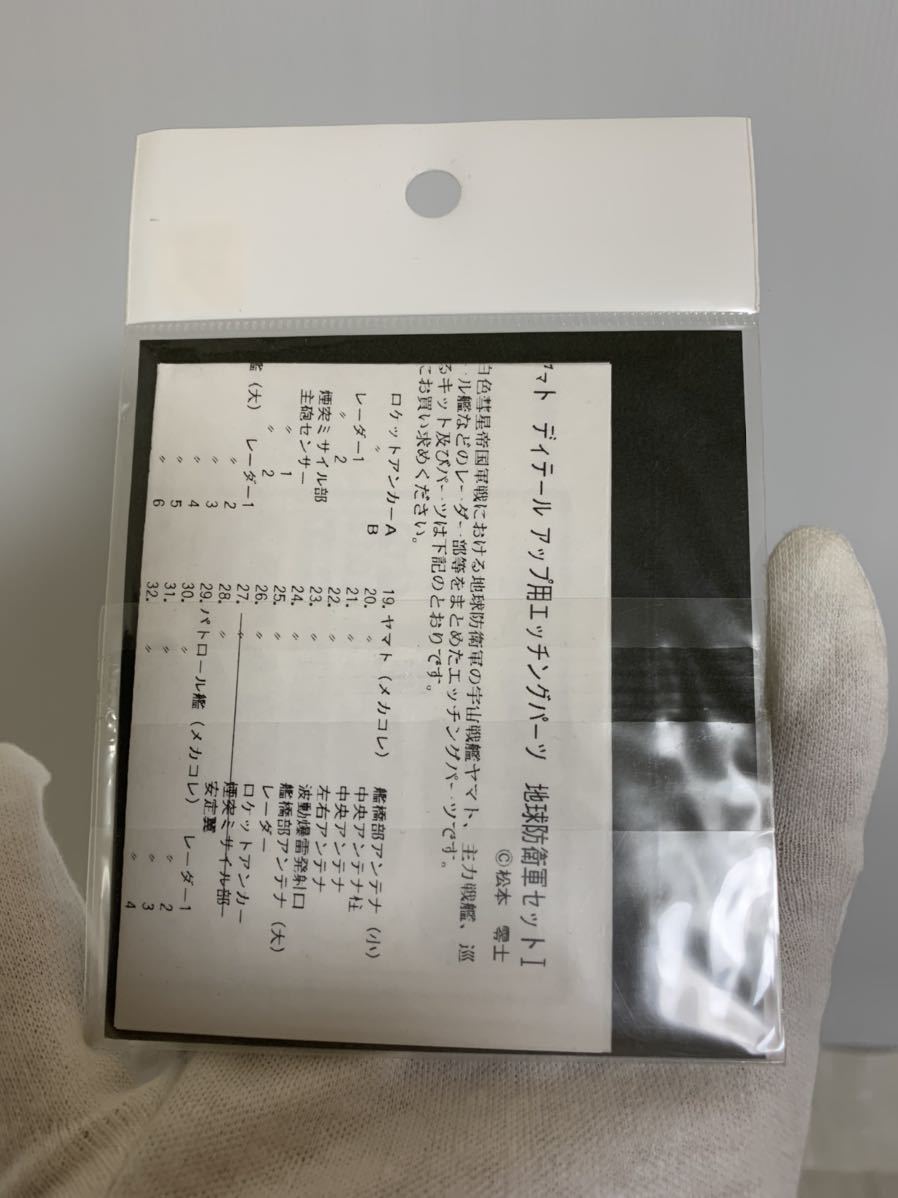 ヤマト ディテール アップ用エッチングパーツ 地球防衛軍セットⅠ
©松本 零士
白色彗星帝国軍戦における地球防衛軍の宇宙戦艦ヤマト、主力戦艦、巡
ール艦などのレーダー部等をまとめたエッチングパーツです。
るキット及びパーツは下記のとおりです。
にお買い求めください。
ロケットアンカーA
〃 B
レーダー1
〃 2
煙突ミサイル部
主砲センサー
〃 1
〃 2
艦(大) レーダー1
〃 2
〃 3
〃 4
〃 5
〃 6
19. ヤマト(メカコレ) 艦橋部アンテナ(小)
20. 〃 中央アンテナ柱
21. 〃 中央アンテナ
22. 〃 左右アンテナ
23. 〃 波動爆雷発射口
24. 〃 艦橋部アンテナ(大)
25. 〃 レーダー
26. 〃 ロケットアンカー
27. 〃 煙突ミサイル部
28. 〃 安定翼
29. パトロール艦(メカコレ) レーダー1
30. 〃 〃 2
31. 〃 〃 3
32. 〃 〃 4